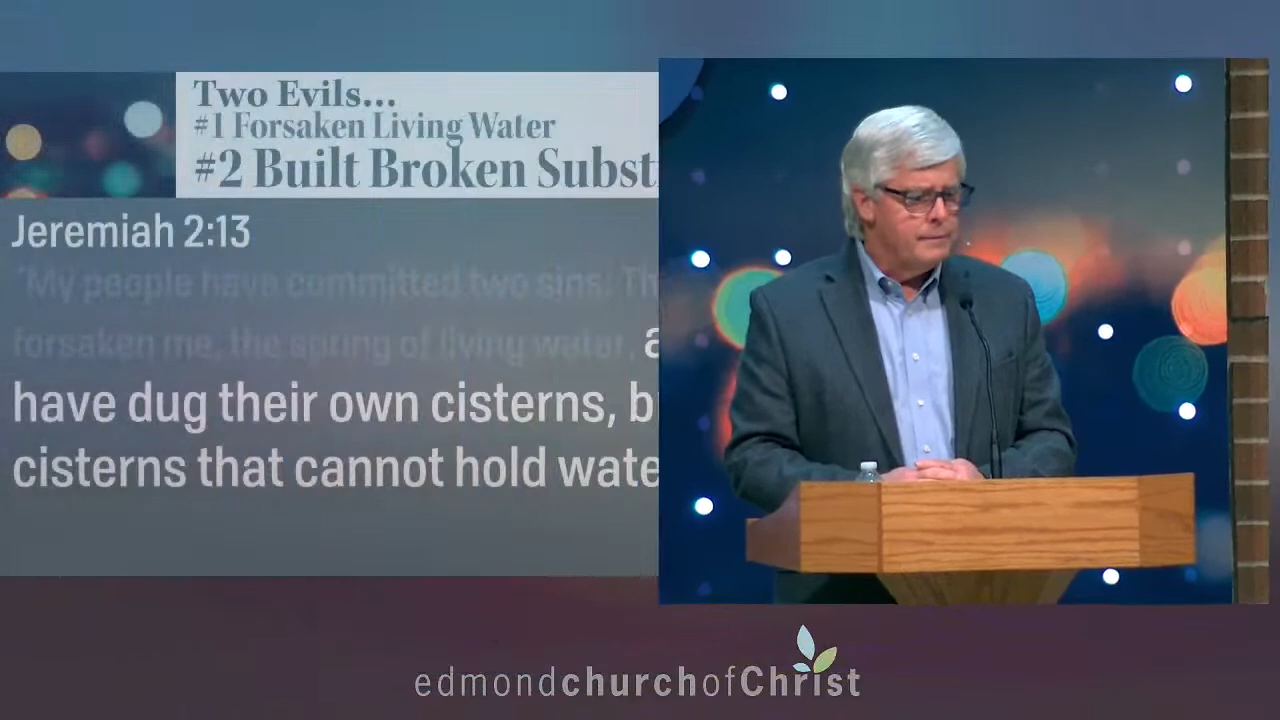 Two Evils...
#1 Forsaken Living Water
#2 Built Broken Subst
Jeremiah 2:13
"My people have committed two sins: Th
forsaken me, the spring of living water, a
have dug their own cisterns, b
cisterns that cannot hold wate
edmondchurchofChrist